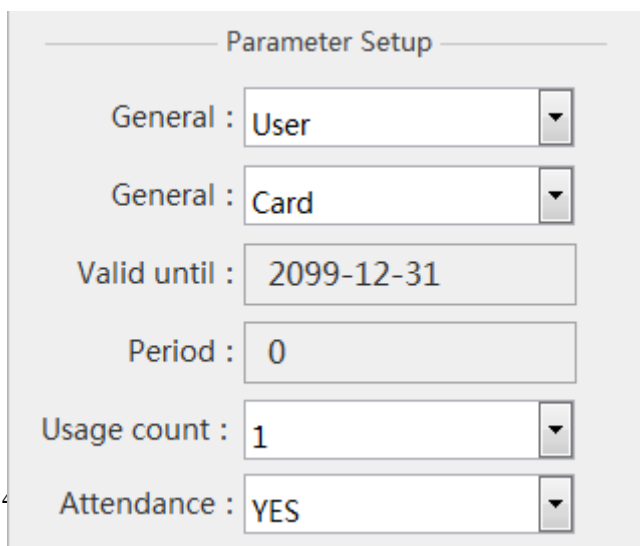 Parameter Setup
General : User
General : Card
Valid until : 2099-12-31
Period : 0
Usage count : 1
Attendance : YES